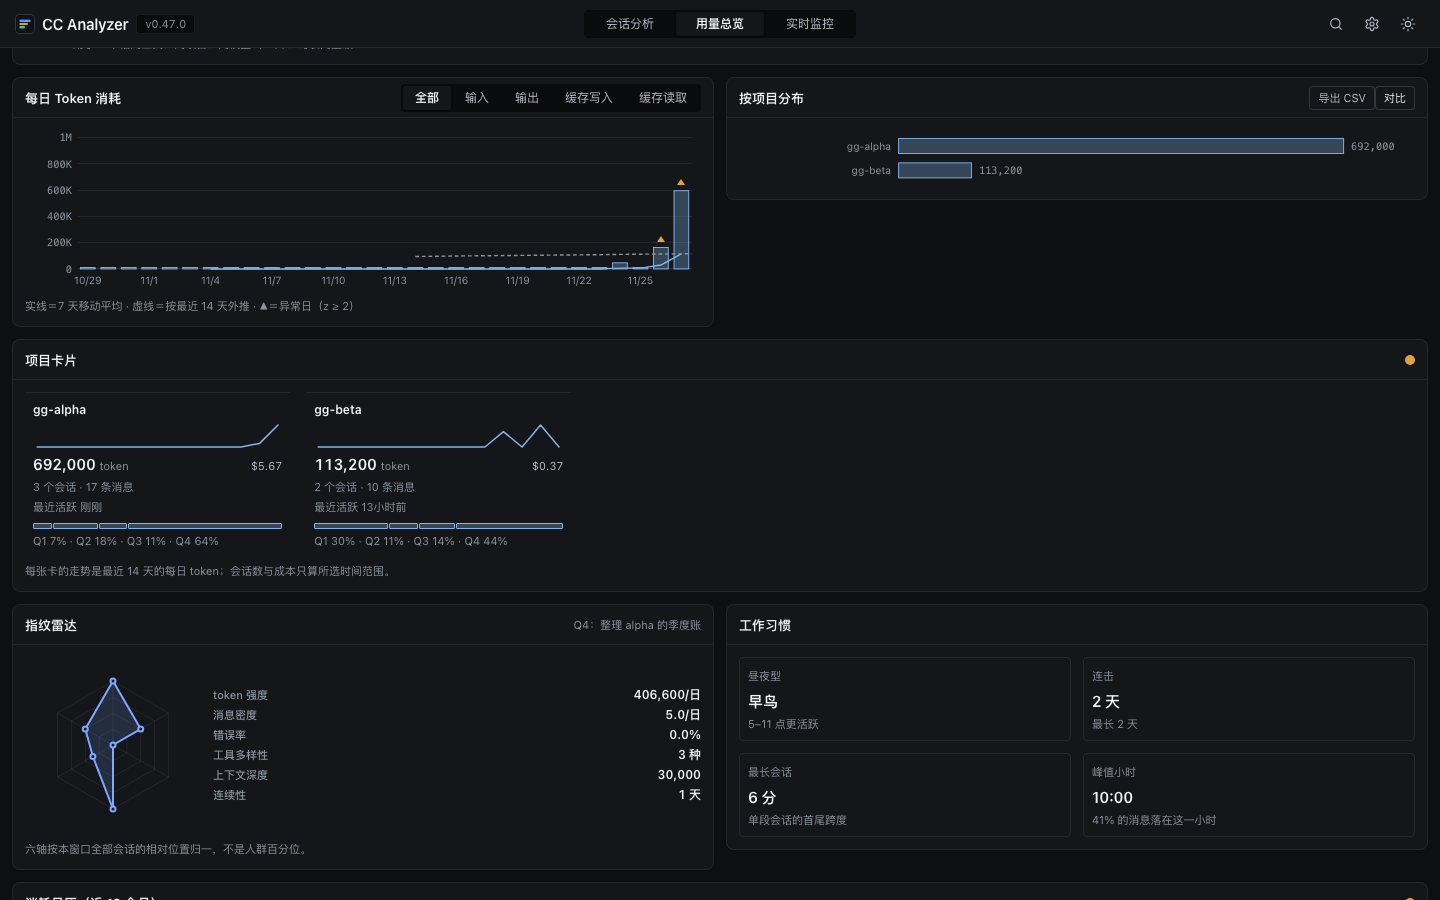 CC Analyzer v0.47.0
会话分析 用量总览 实时监控
每日 Token 消耗
全部 输入 输出 缓存写入 缓存读取
1M
800K
600K
400K
200K
0
10/29 11/1 11/4 11/7 11/10 11/13 11/16 11/19 11/22 11/25
实线=7 天移动平均 · 虚线=按最近 14 天外推 · ▲=异常日（z ≥ 2）
按项目分布
导出 CSV 对比
gg-alpha 692,000
gg-beta 113,200
项目卡片
gg-alpha
692,000 token $5.67
3 个会话 · 17 条消息
最近活跃 刚刚
Q1 7% · Q2 18% · Q3 11% · Q4 64%
gg-beta
113,200 token $0.37
2 个会话 · 10 条消息
最近活跃 13小时前
Q1 30% · Q2 11% · Q3 14% · Q4 44%
每张卡的走势是最近 14 天的每日 token；会话数与成本只算所选时间范围。
指纹雷达 Q4：整理 alpha 的季度账
token 强度 406,600/日
消息密度 5.0/日
错误率 0.0%
工具多样性 3 种
上下文深度 30,000
连续性 1 天
六轴按本窗口全部会话的相对位置归一，不是人群百分位。
工作习惯
昼夜型
早鸟
5–11 点更活跃
连击
2 天
最长 2 天
最长会话
6 分
单段会话的首尾跨度
峰值小时
10:00
41% 的消息落在这一小时